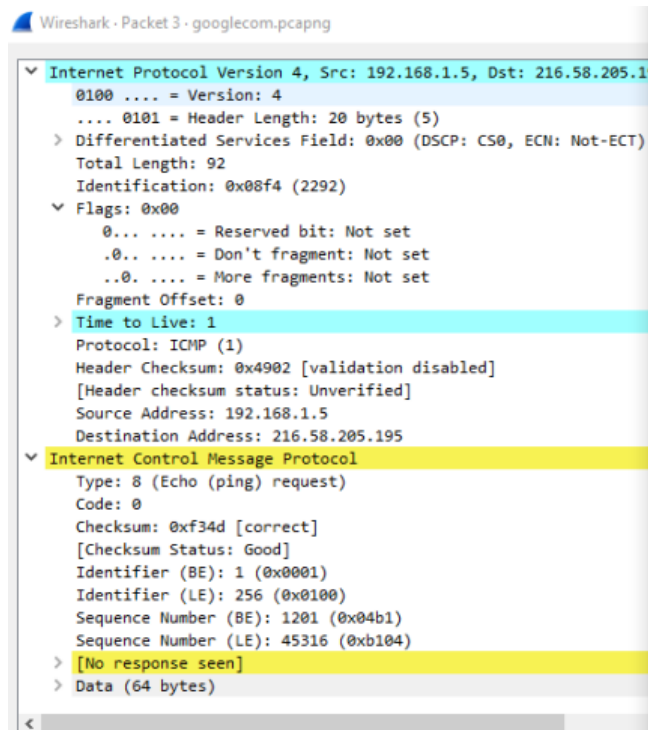 Wireshark · Packet 3 · googlecom.pcapng
Internet Protocol Version 4, Src: 192.168.1.5, Dst: 216.58.205.1
0100 .... = Version: 4
.... 0101 = Header Length: 20 bytes (5)
Differentiated Services Field: 0x00 (DSCP: CS0, ECN: Not-ECT)
Total Length: 92
Identification: 0x08f4 (2292)
Flags: 0x00
0... .... = Reserved bit: Not set
.0.. .... = Don't fragment: Not set
..0. .... = More fragments: Not set
Fragment Offset: 0
Time to Live: 1
Protocol: ICMP (1)
Header Checksum: 0x4902 [validation disabled]
[Header checksum status: Unverified]
Source Address: 192.168.1.5
Destination Address: 216.58.205.195
Internet Control Message Protocol
Type: 8 (Echo (ping) request)
Code: 0
Checksum: 0xf34d [correct]
[Checksum Status: Good]
Identifier (BE): 1 (0x0001)
Identifier (LE): 256 (0x0100)
Sequence Number (BE): 1201 (0x04b1)
Sequence Number (LE): 45316 (0xb104)
[No response seen]
Data (64 bytes)